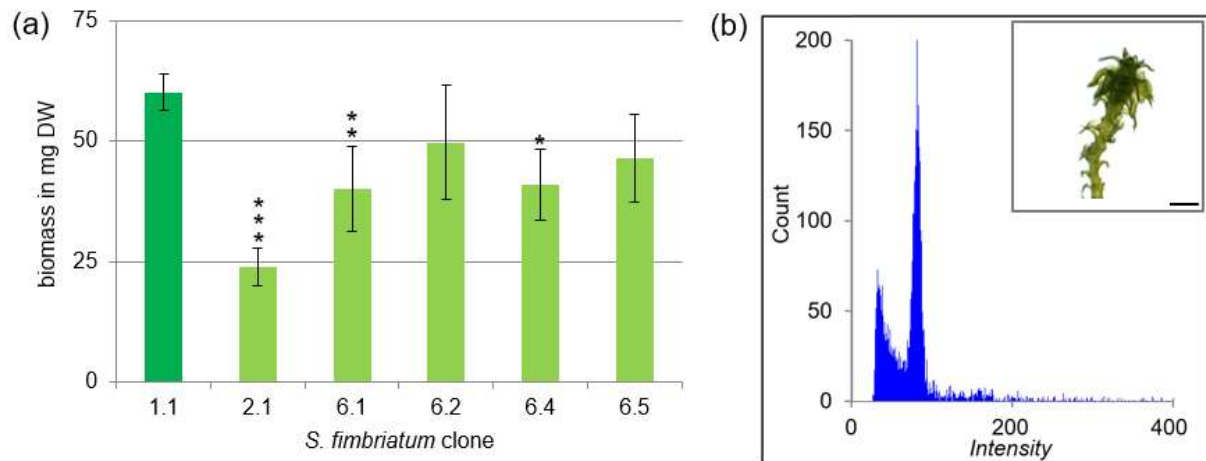 (a)
75
50
25
0
biomass in mg DW
***
**
*
1.1 2.1 6.1 6.2 6.4 6.5
S. fimbriatum clone
(b)
200
150
100
50
0
Count
0 200 400
Intensity